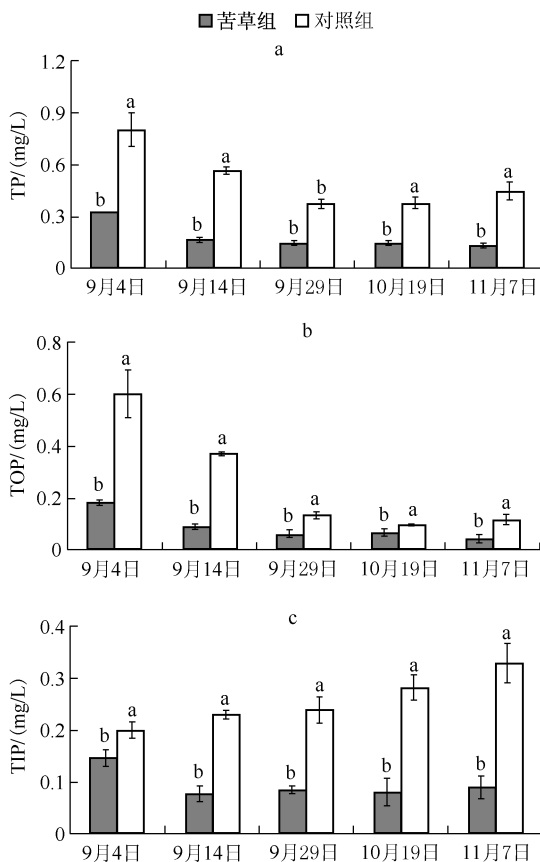 苦草组 对照组
a
TP/(mg/L)
1.2
0.9
0.6
0.3
0
b a b a b b b a b a
9月4日 9月14日 9月29日 10月19日 11月7日
b
TOP/(mg/L)
0.8
0.6
0.4
0.2
0
b a b a b a b a b a
9月4日 9月14日 9月29日 10月19日 11月7日
c
TIP/(mg/L)
0.4
0.3
0.2
0.1
0
b a b a b a b a b a
9月4日 9月14日 9月29日 10月19日 11月7日